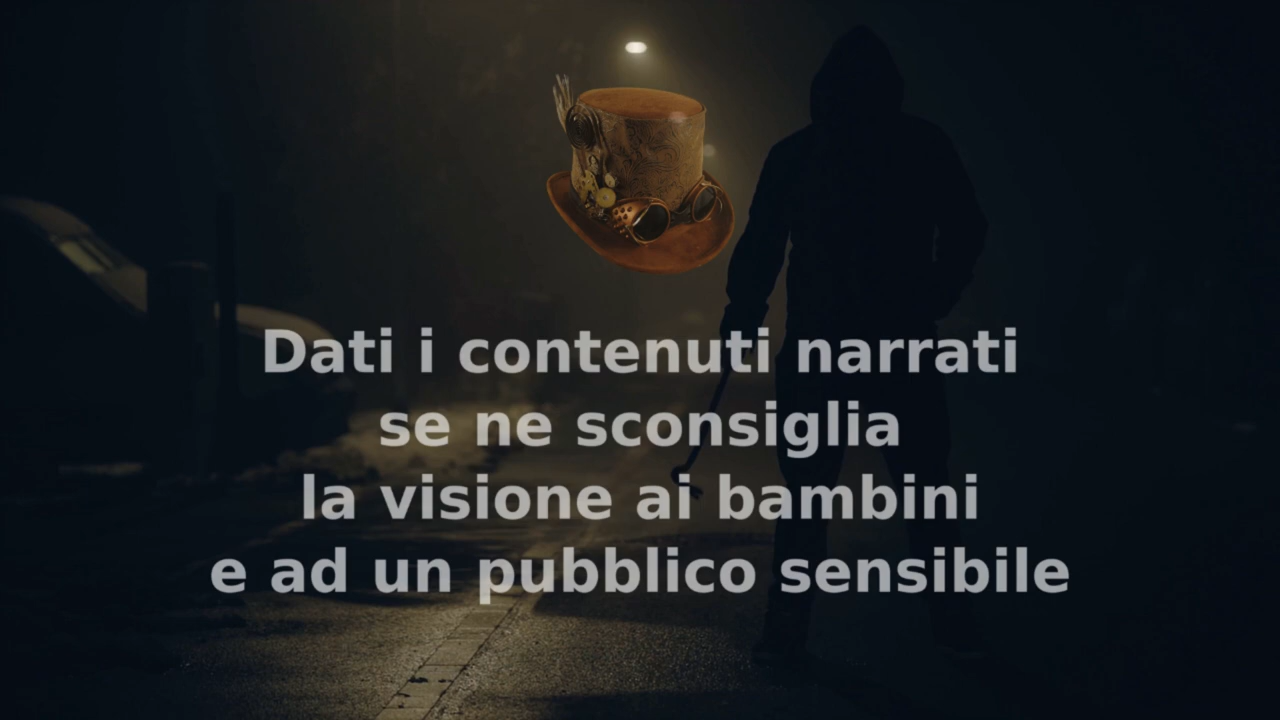 Dati i contenuti narrati
se ne sconsiglia
la visione ai bambini
e ad un pubblico sensibile